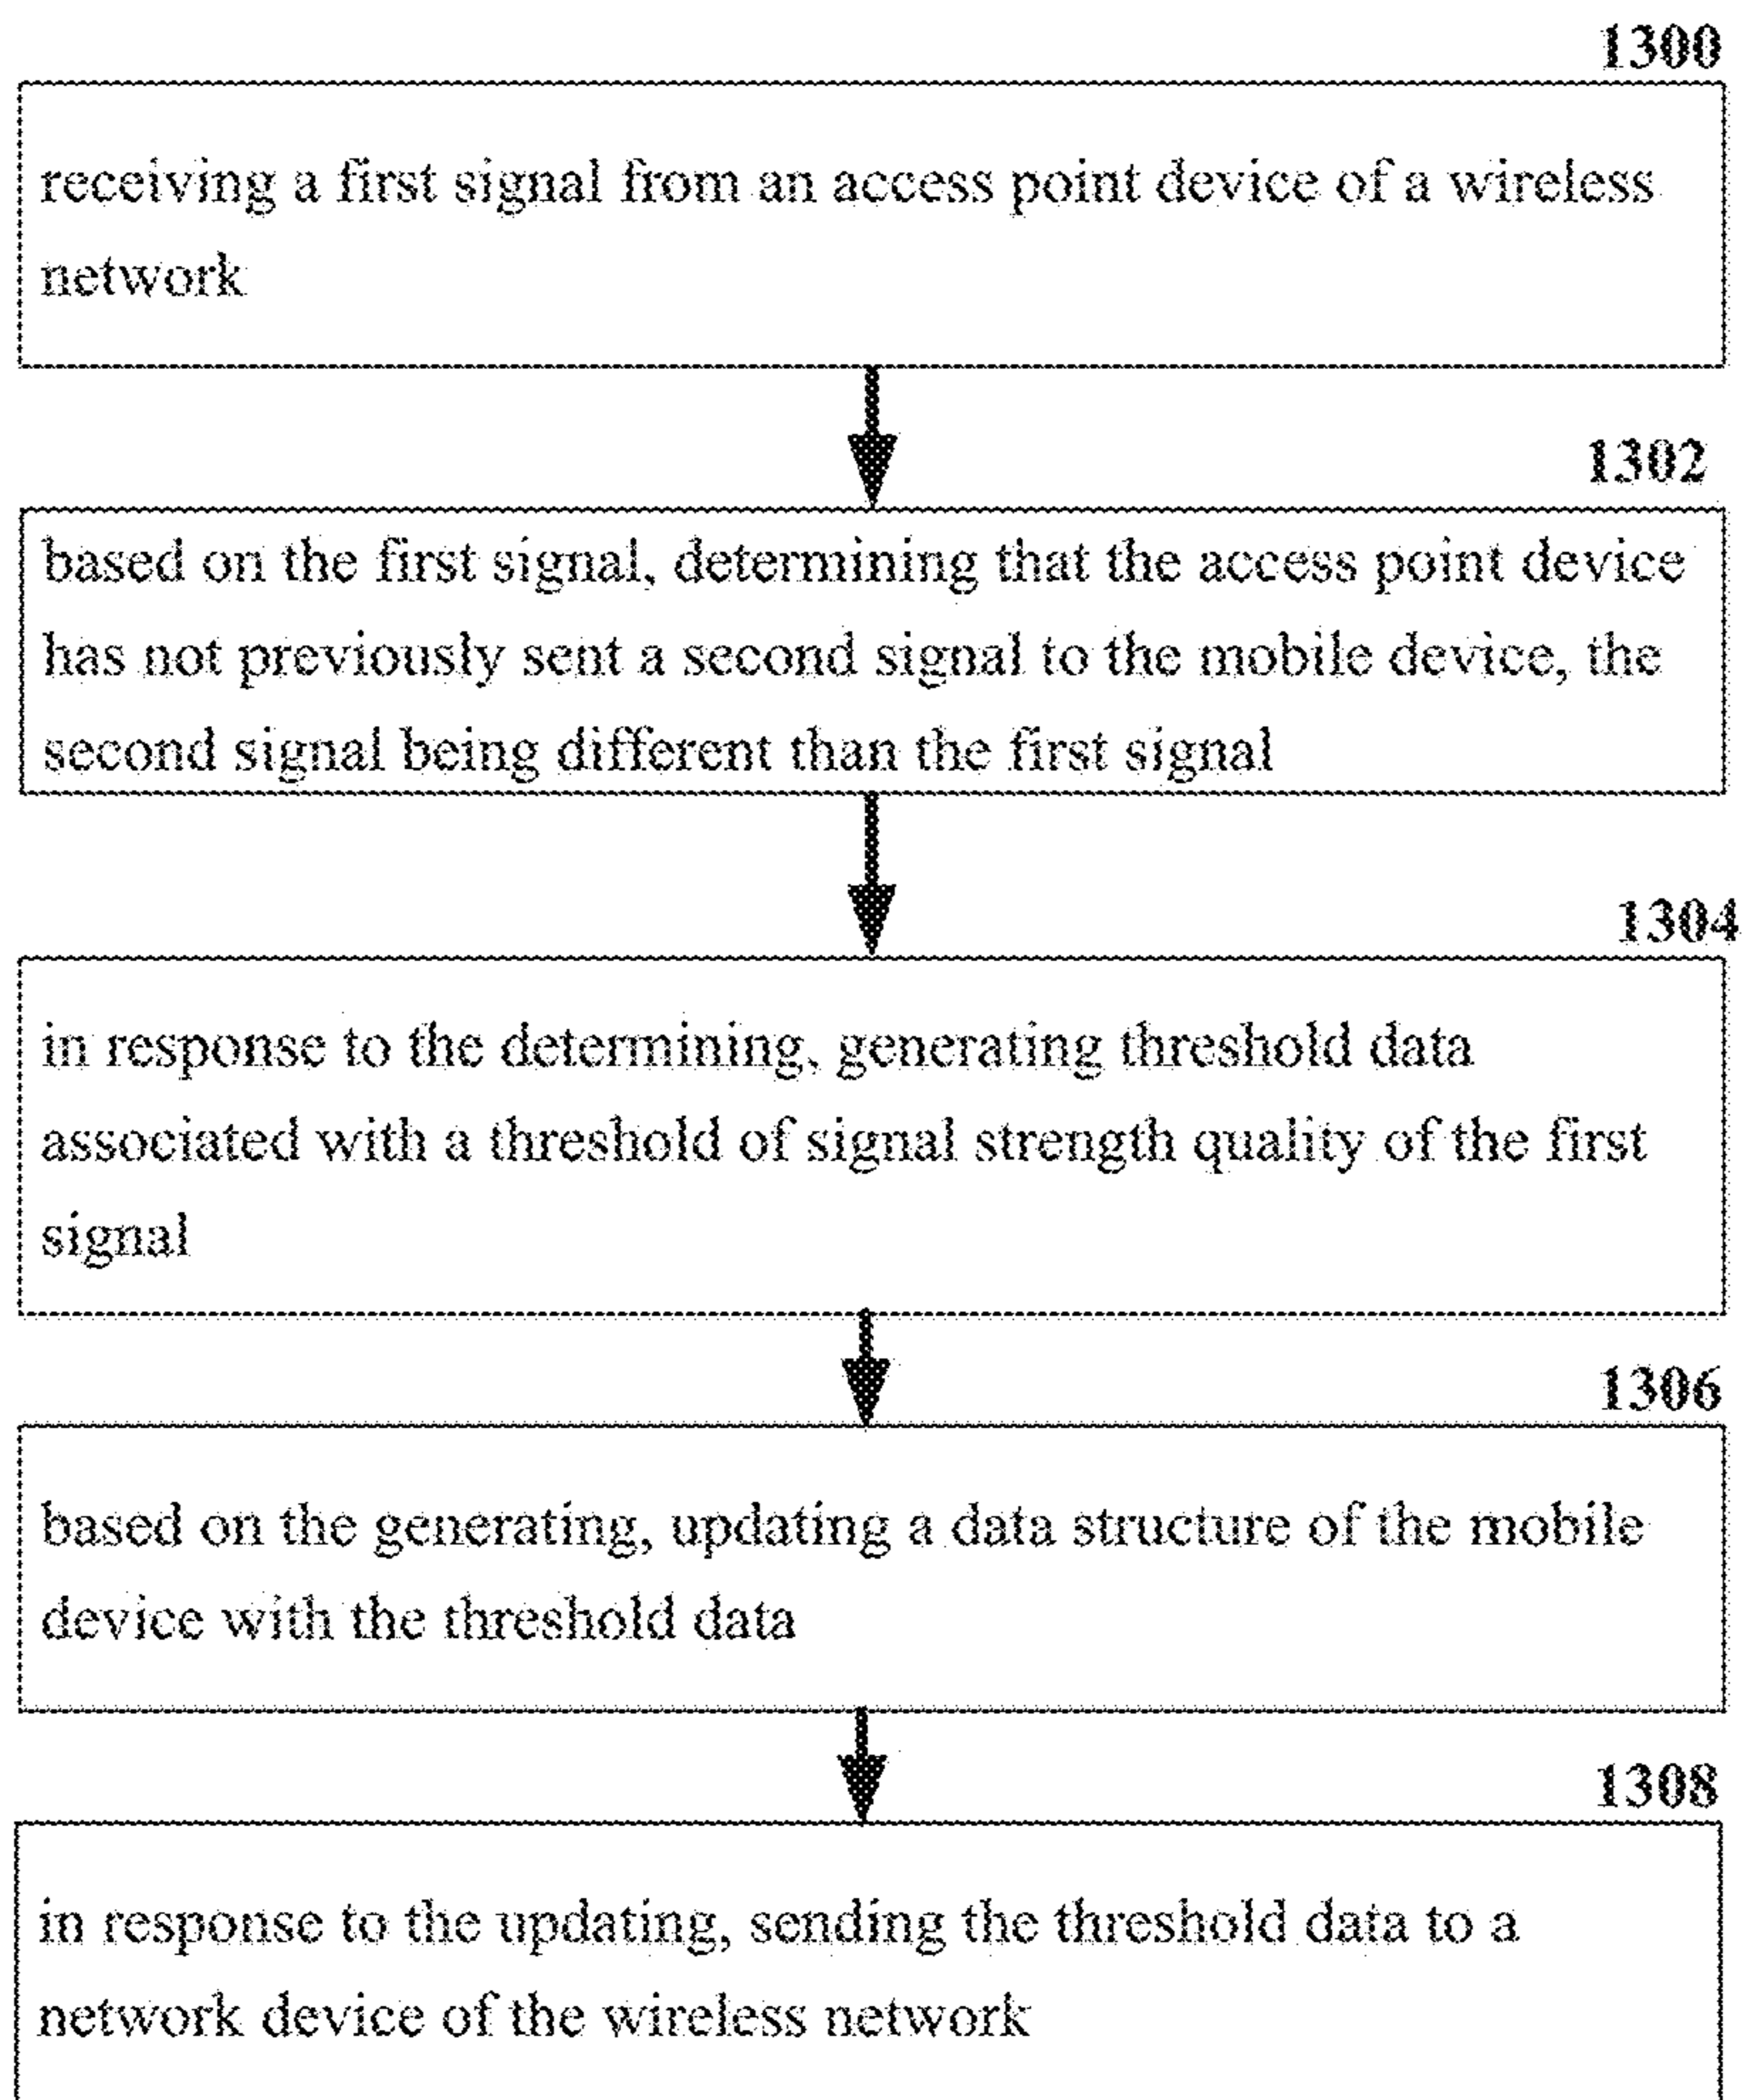 1300
receiving a first signal from an access point device of a wireless
network
1302
based on the first signal, determining that the access point device
has not previously sent a second signal to the mobile device, the
second signal being different than the first signal
1304
in response to the determining, generating threshold data
associated with a threshold of signal strength quality of the first
signal
1306
based on the generating, updating a data structure of the mobile
device with the threshold data
1308
in response to the updating, sending the threshold data to a
network device of the wireless network